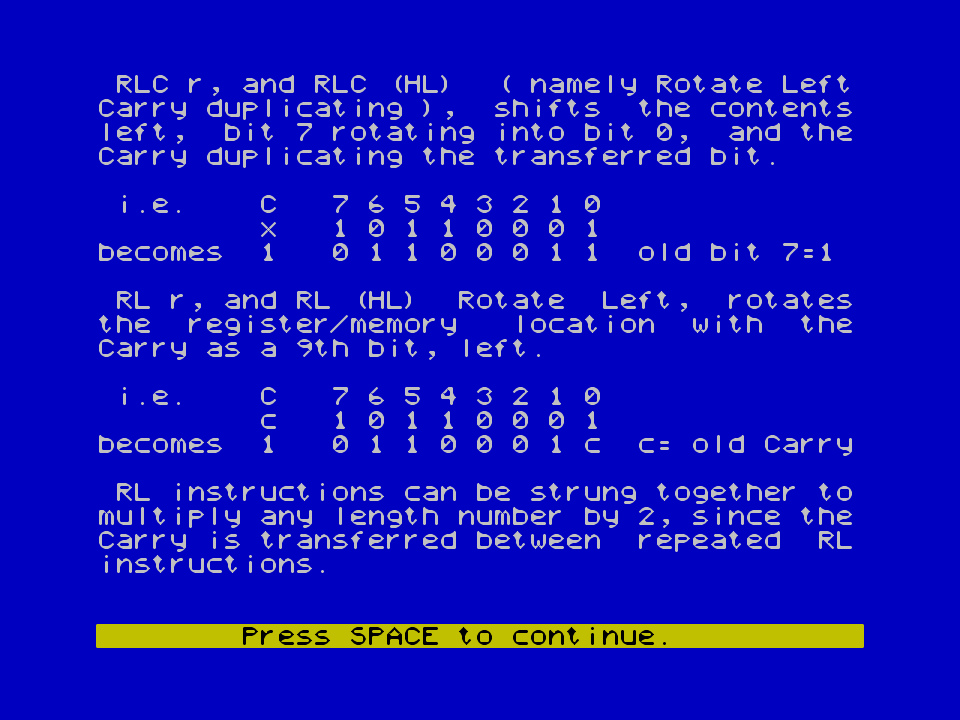 RLC r, and RLC (HL) ( namely Rotate Left
Carry duplicating ), shifts the contents
left, bit 7 rotating into bit 0, and the
Carry duplicating the transferred bit.
i.e. C 7 6 5 4 3 2 1 0
x 1 0 1 1 0 0 0 1
becomes 1 0 1 1 0 0 0 1 1 old bit 7=1
RL r, and RL (HL) Rotate Left, rotates
the register/memory location with the
Carry as a 9th bit, left.
i.e. C 7 6 5 4 3 2 1 0
c 1 0 1 1 0 0 0 1
becomes 1 0 1 1 0 0 0 1 c c= old Carry
RL instructions can be strung together to
multiply any length number by 2, since the
Carry is transferred between repeated RL
instructions.
Press SPACE to continue.